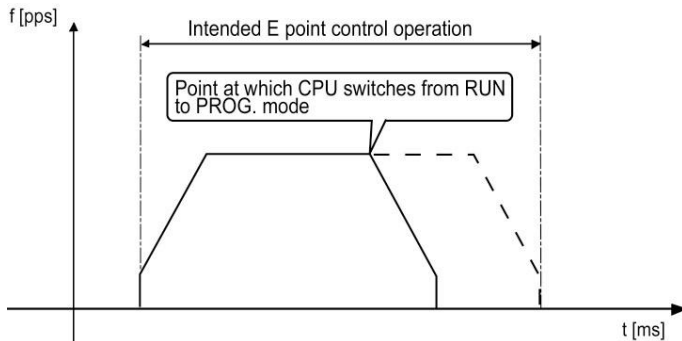 f [pps]
Intended E point control operation
Point at which CPU switches from RUN
to PROG. mode
t [ms]